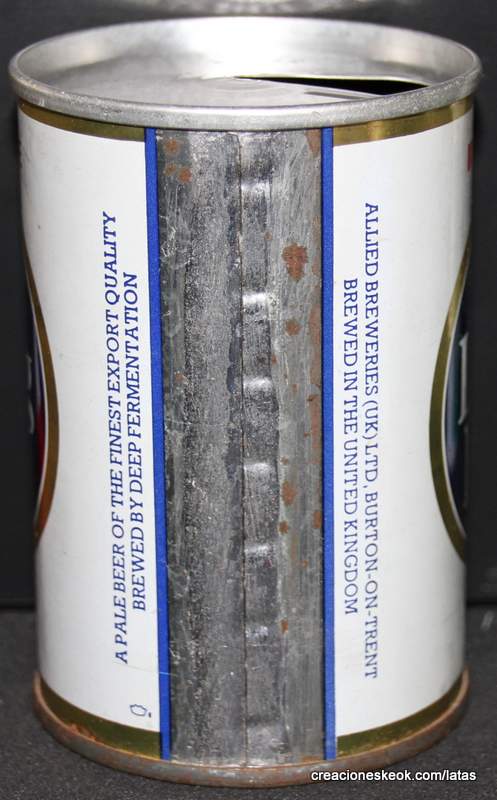 A PALE BEER OF THE FINEST EXPORT QUALITY
BREWED BY DEEP FERMENTATION
ALLIED BREWERIES (UK) LTD, BURTON-ON-TRENT
BREWED IN THE UNITED KINGDOM
creacioneskeok.com/latas